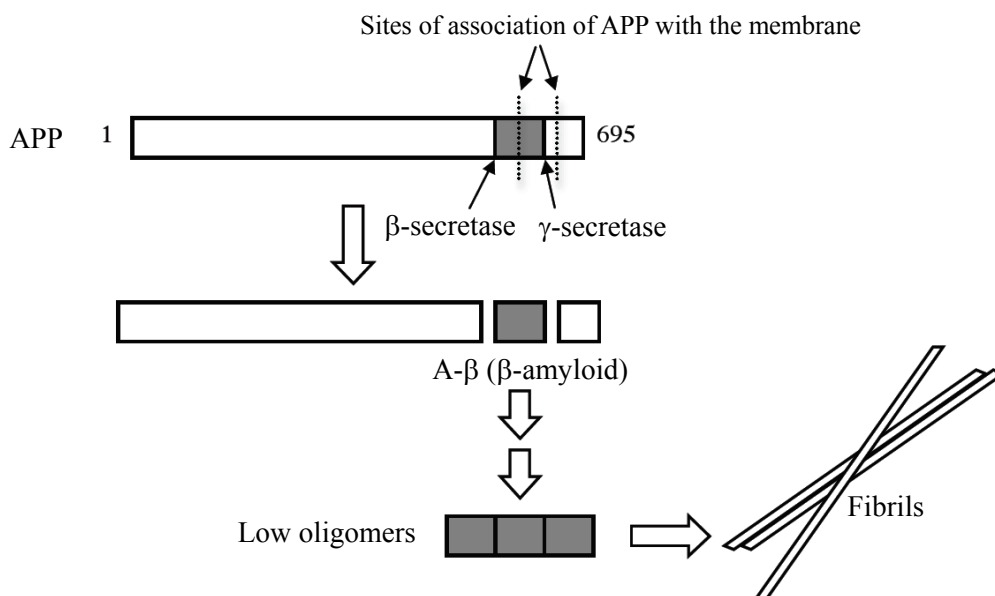 Sites of association of APP with the membrane
APP 1 695
β-secretase γ-secretase
A-β (β-amyloid)
Low oligomers
Fibrils